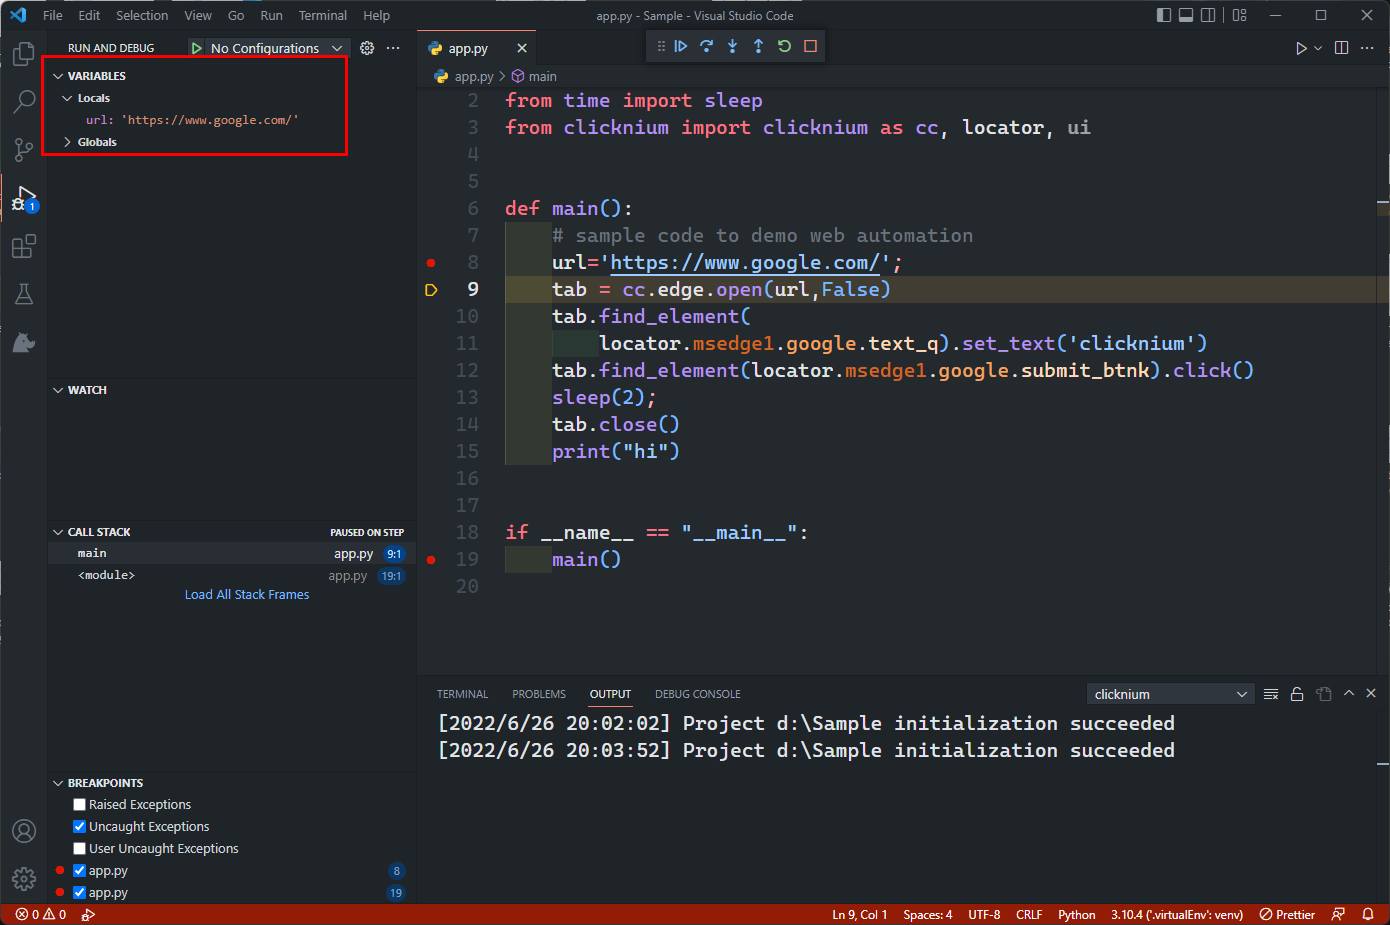 File Edit Selection View Go Run Terminal Help app.py - Sample - Visual Studio Code
RUN AND DEBUG No Configurations
VARIABLES
Locals
url: 'https://www.google.com/'
Globals
WATCH
CALL STACK PAUSED ON STEP
main app.py 9:1
<module> app.py 19:1
Load All Stack Frames
BREAKPOINTS
Raised Exceptions
Uncaught Exceptions
User Uncaught Exceptions
app.py 8
app.py 19
1
app.py
app.py > main
2 from time import sleep
3 from clicknium import clicknium as cc, locator, ui
4
5
6 def main():
7 # sample code to demo web automation
8 url='https://www.google.com/';
9 tab = cc.edge.open(url,False)
10 tab.find_element(
11 locator.msedge1.google.text_q).set_text('clicknium')
12 tab.find_element(locator.msedge1.google.submit_btnk).click()
13 sleep(2);
14 tab.close()
15 print("hi")
16
17
18 if __name__ == "__main__":
19 main()
20
TERMINAL PROBLEMS OUTPUT DEBUG CONSOLE clicknium
[2022/6/26 20:02:02] Project d:\Sample initialization succeeded
[2022/6/26 20:03:52] Project d:\Sample initialization succeeded
0 0 Ln 9, Col 1 Spaces: 4 UTF-8 CRLF Python 3.10.4 ('.virtualEnv': venv) Prettier